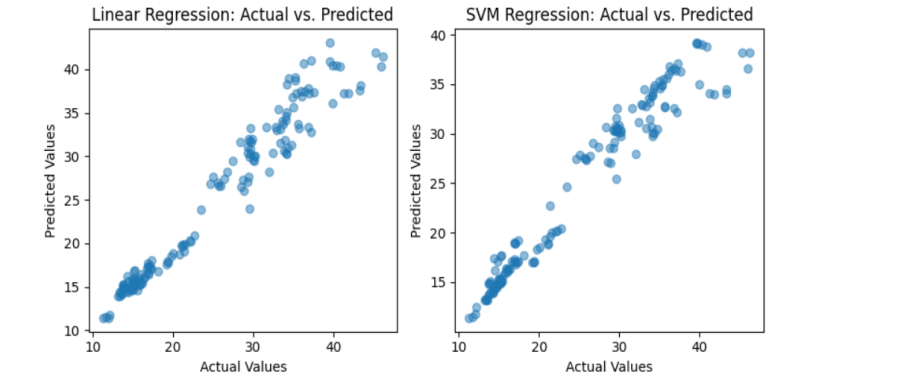 Linear Regression: Actual vs. Predicted
Predicted Values
40
35
30
25
20
15
10
10 20 30 40
Actual Values
SVM Regression: Actual vs. Predicted
Predicted Values
40
35
30
25
20
15
10 20 30 40
Actual Values